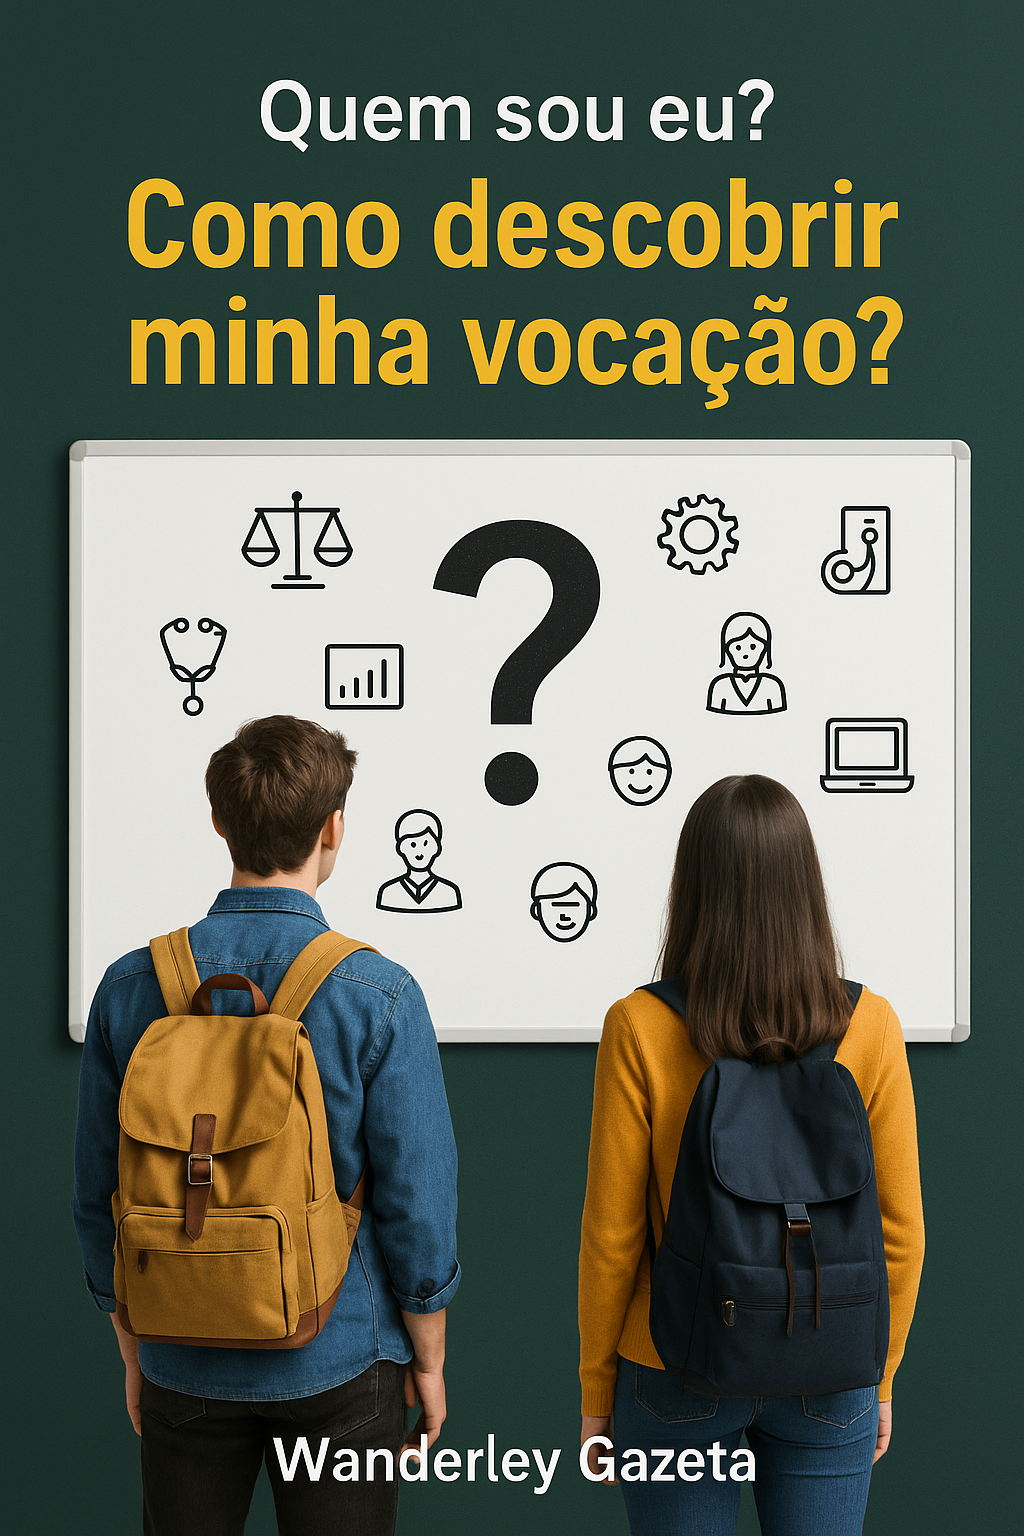 Quem sou eu?
Como descobrir
minha vocação?
Wanderley Gazeta